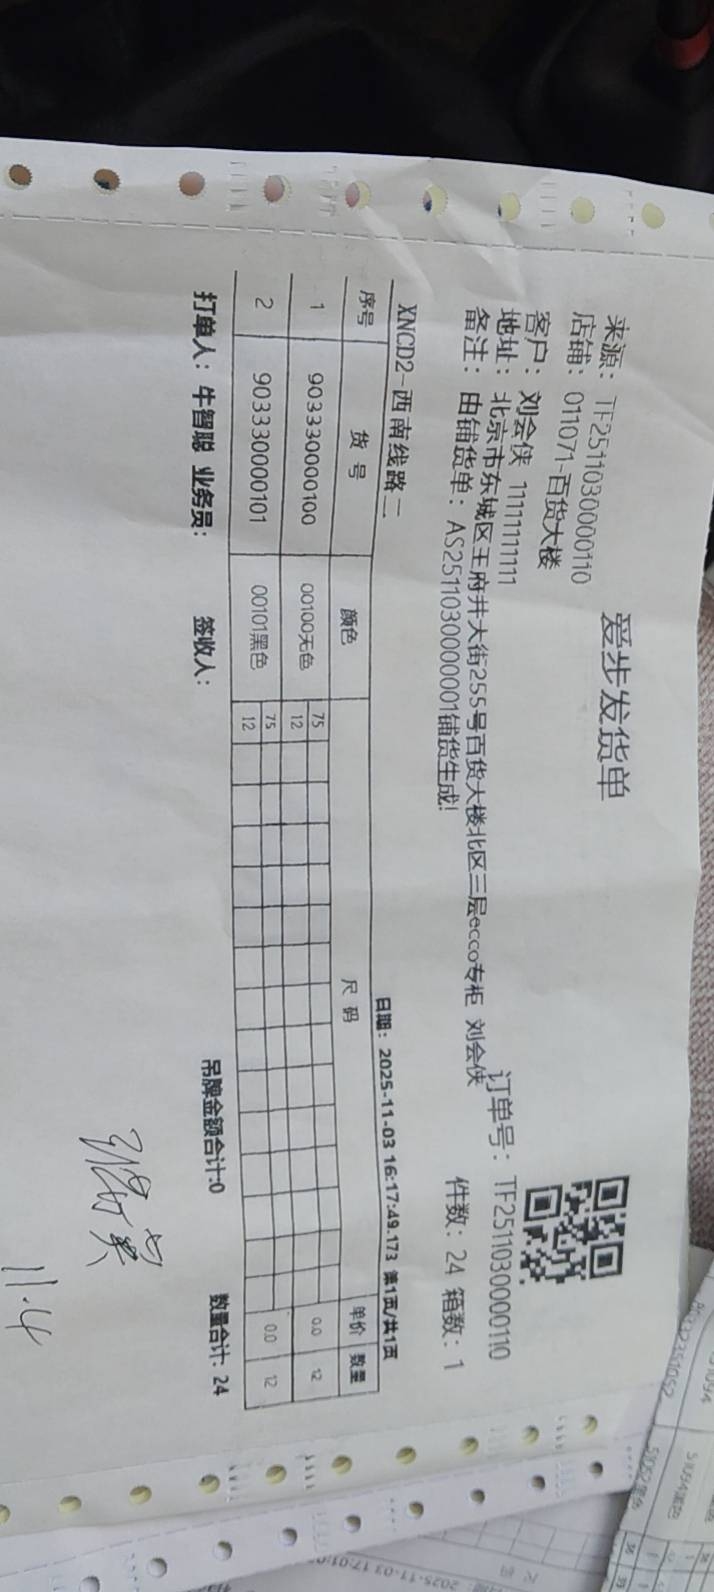 爱步发货单
来源：TF2511030000110
订单号：TF2511030000110
店铺：011071-百货大楼
客户：刘会侠 11111111111
件数：24 箱数：1
地址：北京市东城区王府井大街255号百货大楼北区三层ecco专柜 刘会侠
备注：由铺货单：AS2511030000001铺货生成!
XNCD2-西南线路二
日期：2025-11-03 16:17:49.173 第1页/共1页
序号 货号 颜色 尺码 单价 数量
1 9033300000100 00100无色 75 0.0 12
12
2 9033300000101 00101黑色 75 0.0 12
12
打单人：牛智聪 业务员： 签收人： 吊牌金额合计:0 数量合计：24
11.4